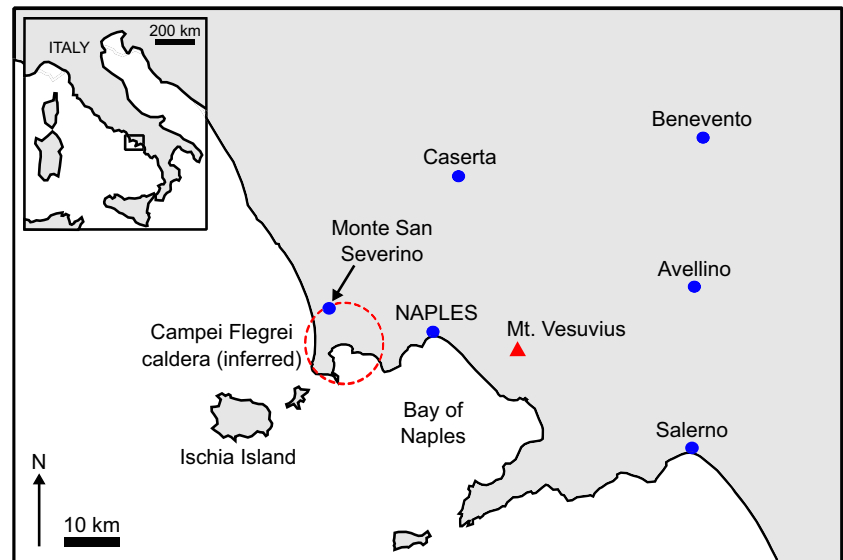 200 km
ITALY
Benevento
Caserta
Monte San
Severino
Avellino
NAPLES
Mt. Vesuvius
Campei Flegrei
caldera (inferred)
Bay of
Naples
Salerno
Ischia Island
N
10 km